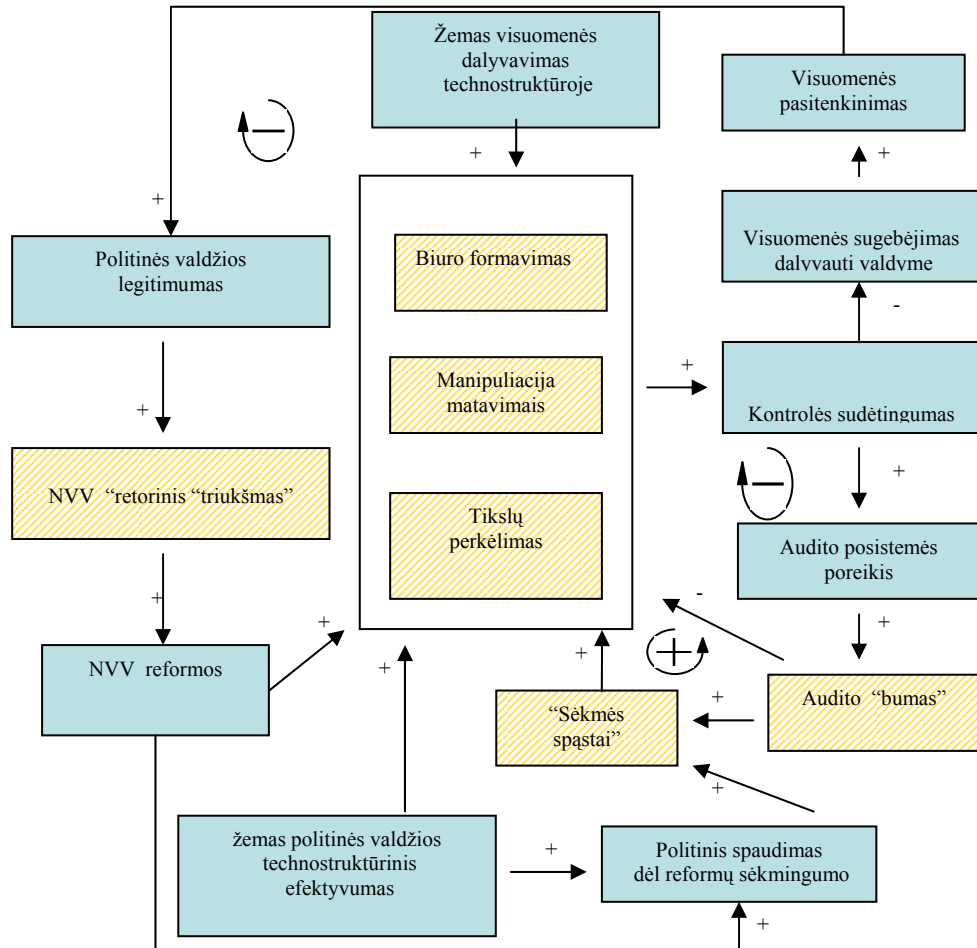 Žemas visuomenės
dalyvavimas
technostruktūroje
Visuomenės
pasitenkinimas
+
+
+
Visuomenės sugebėjimas
dalvvauti valdvme
Politinės valdžios
legitimumas
Biuro formavimas
-
+
+
Manipuliacija
matavimais
Kontrolės sudėtingumas
+
NVV “retorinis “triukšmas”
Tikslų
perkėlimas
Audito posistemės
poreikis
+
-
+
+
NVV reformos
+
+
Audito “bumas”
“Sėkmės
spąstai”
+
+
žemas politinės valdžios
technostruktūrinis
efektyvumas
+
Politinis spaudimas
dėl reformų sėkmingumo
+